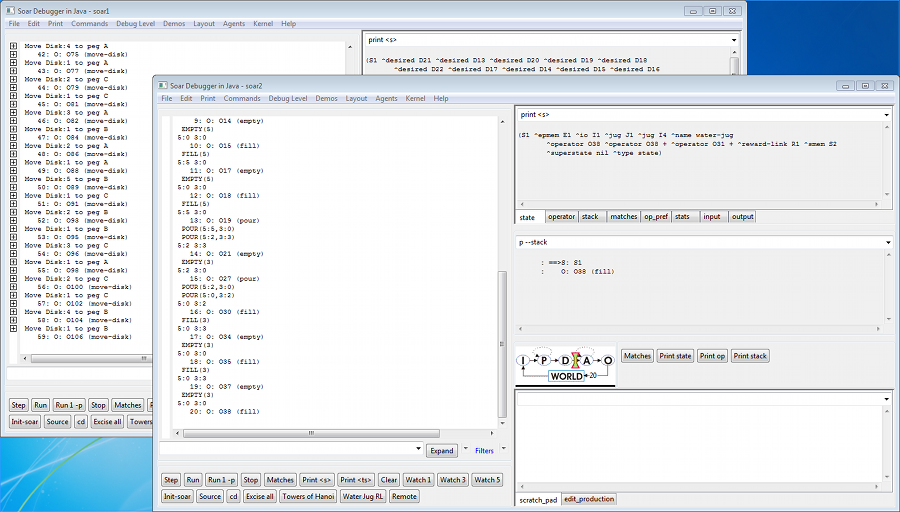 Soar Debugger in Java - soar1
File Edit Print Commands Debug Level Demos Layout Agents Kernel Help
Move Disk:4 to peg A
42: O: O75 (move-disk)
Move Disk:1 to peg A
43: O: O77 (move-disk)
Move Disk:2 to peg C
44: O: O79 (move-disk)
Move Disk:1 to peg C
45: O: O81 (move-disk)
Move Disk:3 to peg A
46: O: O82 (move-disk)
Move Disk:1 to peg B
47: O: O84 (move-disk)
Move Disk:2 to peg A
48: O: O86 (move-disk)
Move Disk:1 to peg A
49: O: O88 (move-disk)
Move Disk:5 to peg B
50: O: O89 (move-disk)
Move Disk:1 to peg C
51: O: O91 (move-disk)
Move Disk:2 to peg B
52: O: O93 (move-disk)
Move Disk:1 to peg B
53: O: O95 (move-disk)
Move Disk:3 to peg C
54: O: O96 (move-disk)
Move Disk:1 to peg A
55: O: O98 (move-disk)
Move Disk:2 to peg C
56: O: O100 (move-disk)
Move Disk:1 to peg C
57: O: O102 (move-disk)
Move Disk:4 to peg B
58: O: O104 (move-disk)
Move Disk:1 to peg B
59: O: O106 (move-disk)
Step Run Run 1 -p Stop Matches
Init-soar Source cd Excise all Towers
print <s>
(S1 ^desired D21 ^desired D13 ^desired D20 ^desired D19 ^desired D18
^desired D22 ^desired D17 ^desired D14 ^desired D15 ^desired D16
Soar Debugger in Java - soar2
File Edit Print Commands Debug Level Demos Layout Agents Kernel Help
9: O: O14 (empty)
EMPTY(5)
5:0 3:0
10: O: O15 (fill)
FILL(5)
5:5 3:0
11: O: O17 (empty)
EMPTY(5)
5:0 3:0
12: O: O18 (fill)
FILL(5)
5:5 3:0
13: O: O19 (pour)
POUR(5:5,3:0)
POUR(5:2,3:3)
5:2 3:3
14: O: O21 (empty)
EMPTY(3)
5:2 3:0
15: O: O27 (pour)
POUR(5:2,3:0)
POUR(5:0,3:2)
5:0 3:2
16: O: O30 (fill)
FILL(3)
5:0 3:3
17: O: O34 (empty)
EMPTY(3)
5:0 3:0
18: O: O35 (fill)
FILL(3)
5:0 3:3
19: O: O37 (empty)
EMPTY(3)
5:0 3:0
20: O: O38 (fill)
Expand Filters
Step Run Run 1 -p Stop Matches Print <s> Print <ts> Clear Watch 1 Watch 3 Watch 5
Init-soar Source cd Excise all Towers of Hanoi Water Jug RL Remote
print <s>
(S1 ^epmem E1 ^io I1 ^jug J1 ^jug I4 ^name water-jug
^operator O38 ^operator O38 + ^operator O31 + ^reward-link R1 ^smem S2
^superstate nil ^type state)
state operator stack matches op_pref stats input output
p --stack
: ==>S: S1
: O: O38 (fill)
I P D A O
WORLD 20
Matches Print state Print op Print stack
scratch_pad edit_production